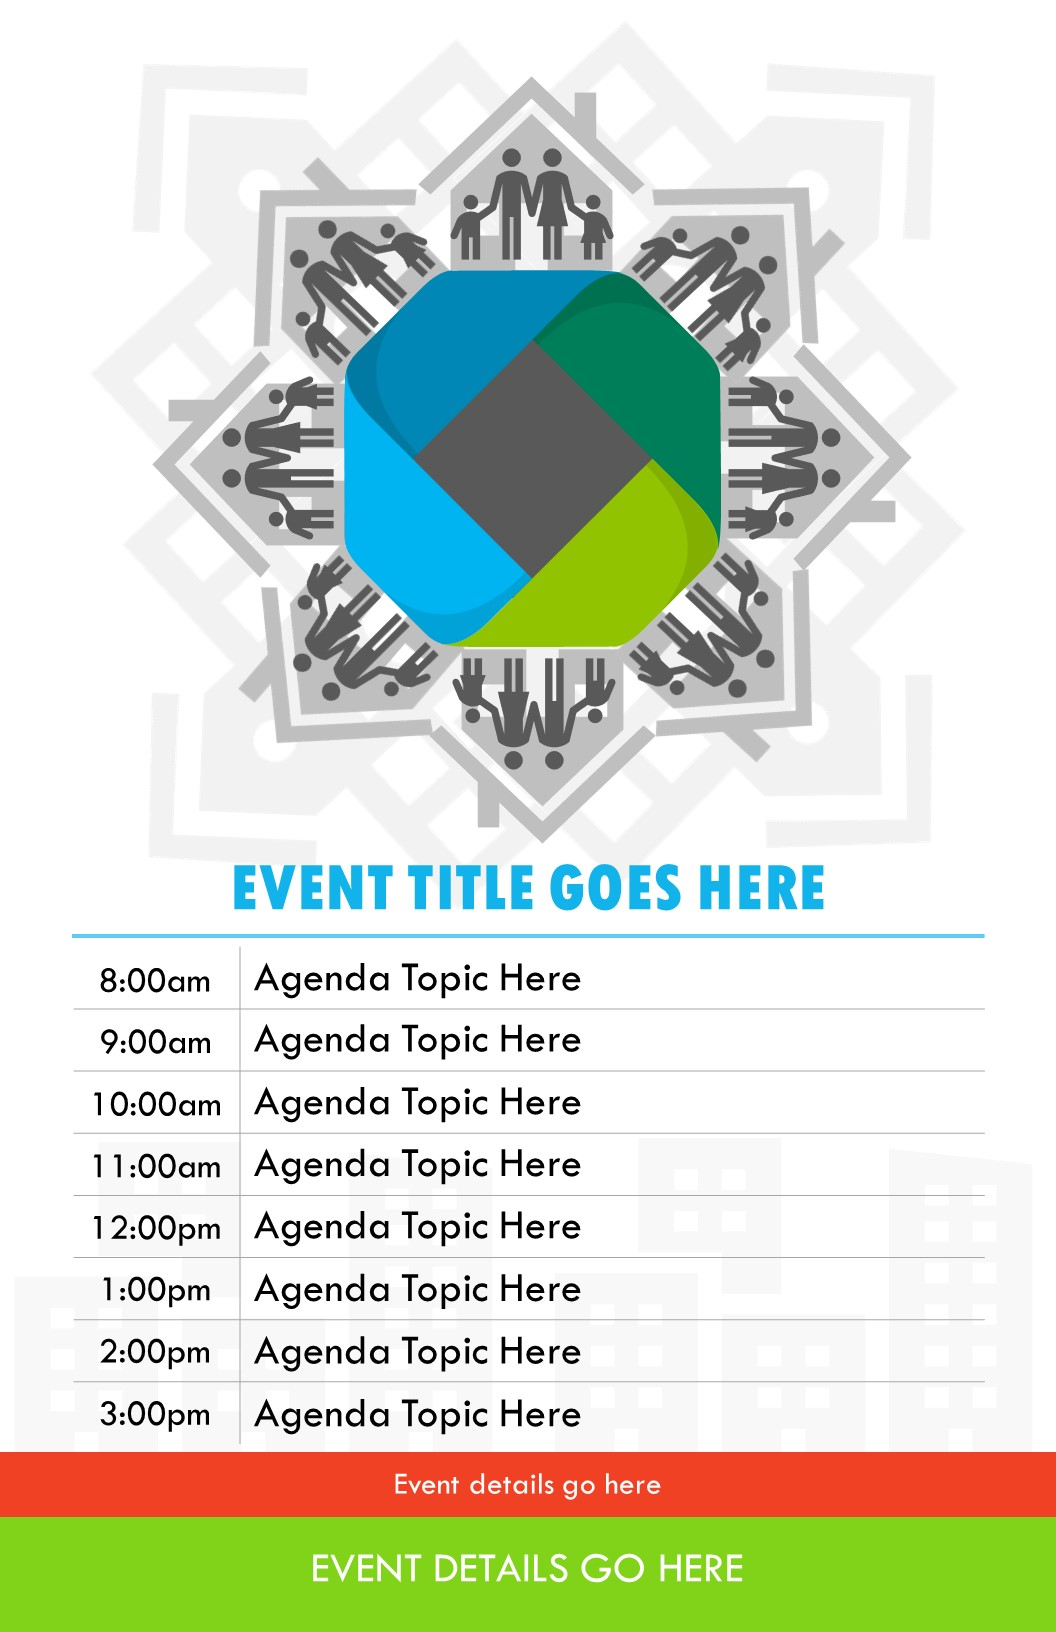 EVENT TITLE GOES HERE
8:00am Agenda Topic Here
9:00am Agenda Topic Here
10:00am Agenda Topic Here
11:00am Agenda Topic Here
12:00pm Agenda Topic Here
1:00pm Agenda Topic Here
2:00pm Agenda Topic Here
3:00pm Agenda Topic Here
Event details go here
EVENT DETAILS GO HERE